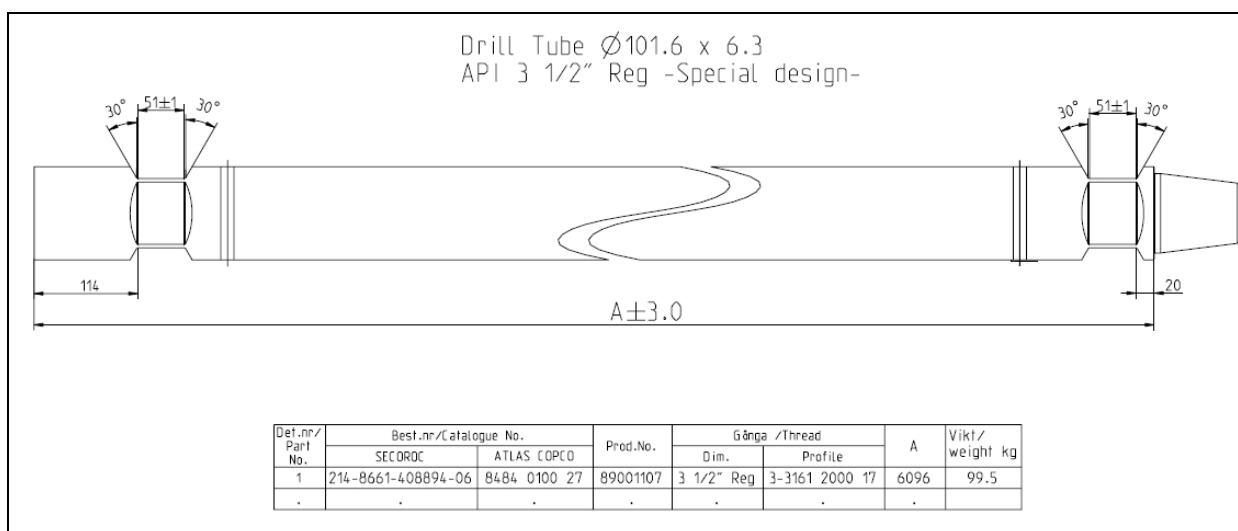 Drill Tube Ø101.6 x 6.3
API 3 1/2" Reg -Special design-
30° 51±1 30°
30° 51±1 30°
114
20
A±3.0
Det.nr/ Part No. Best.nr/Catalogue No. Prod.No. Gänga /Thread A Vikt/ weight kg
SECOROC ATLAS COPCO Dim. Profile
1 214-8661-408894-06 8484 0100 27 89001107 3 1/2" Reg 3-3161 2000 17 6096 99.5
. . . . . . . .